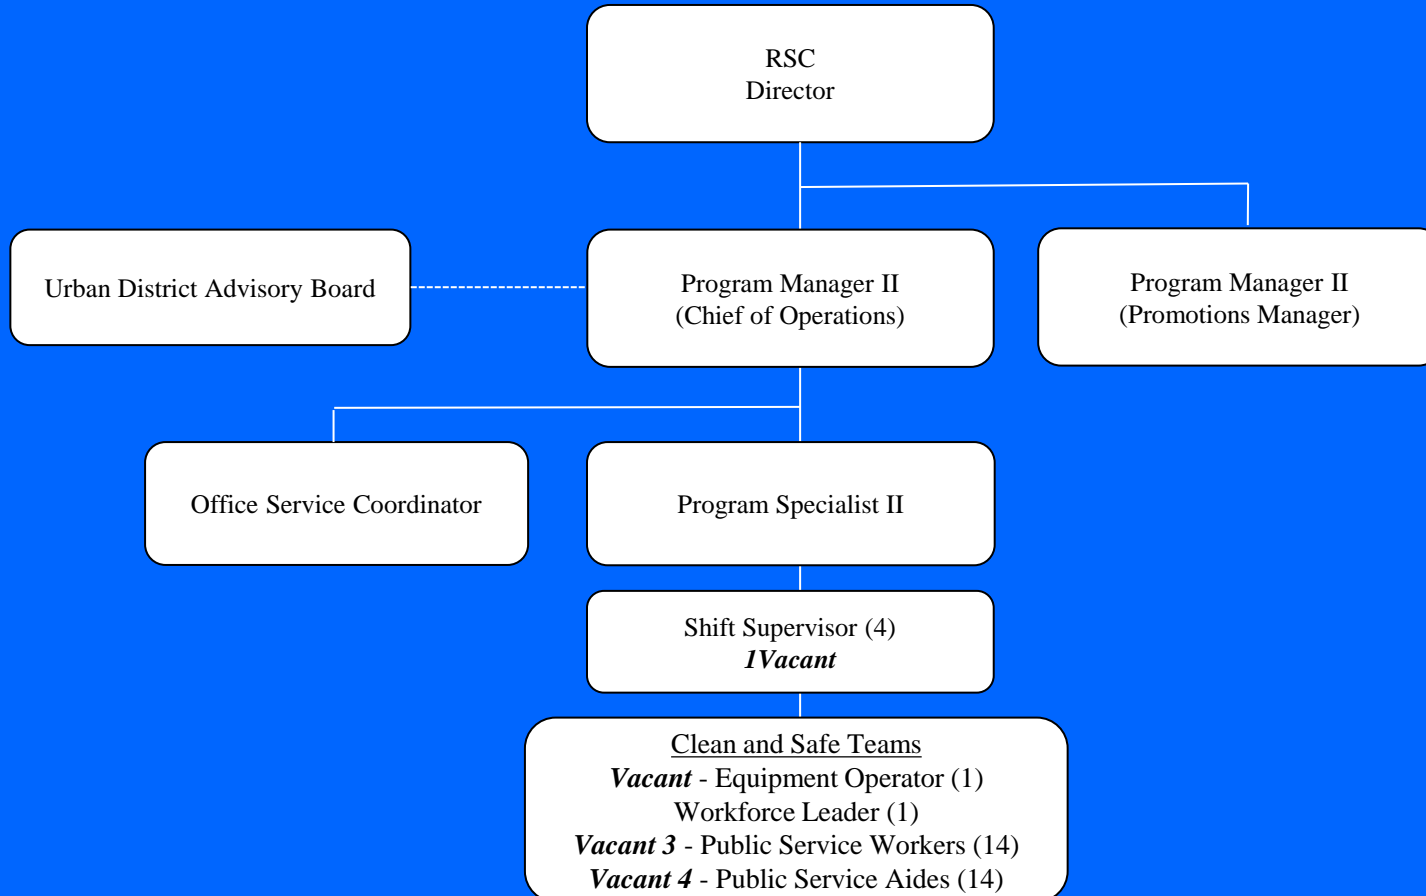 RSC
Director
Urban District Advisory Board
Program Manager II
(Chief of Operations)
Program Manager II
(Promotions Manager)
Office Service Coordinator
Program Specialist II
Shift Supervisor (4)
1Vacant
Clean and Safe Teams
Vacant - Equipment Operator (1)
Workforce Leader (1)
Vacant 3 - Public Service Workers (14)
Vacant 4 - Public Service Aides (14)